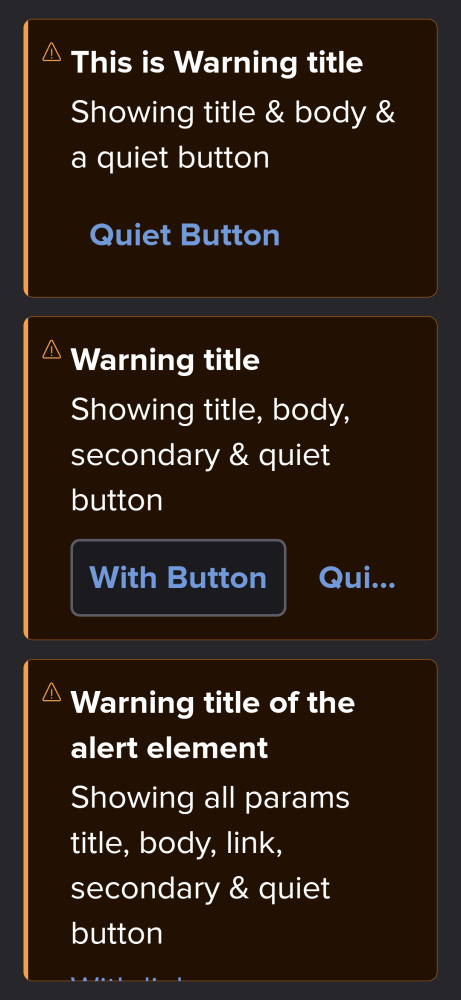 This is Warning title
Showing title & body &
a quiet button
Quiet Button
Warning title
Showing title, body,
secondary & quiet
button
With Button
Qui...
Warning title of the
alert element
Showing all params
title, body, link,
secondary & quiet
button